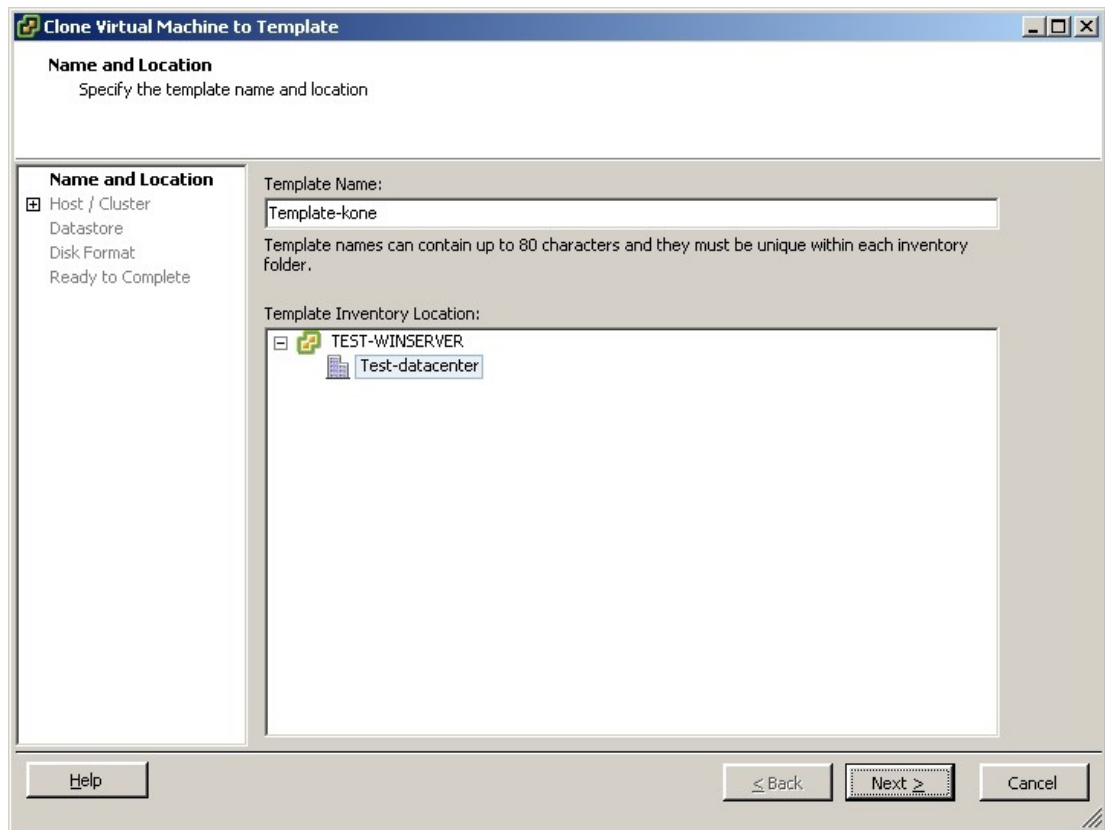 Clone Virtual Machine to Template
Name and Location
Specify the template name and location
Name and Location
Host / Cluster
Datastore
Disk Format
Ready to Complete
Template Name:
Template-kone
Template names can contain up to 80 characters and they must be unique within each inventory
folder.
Template Inventory Location:
TEST-WINSERVER
Test-datacenter
Help
< Back
Next >
Cancel